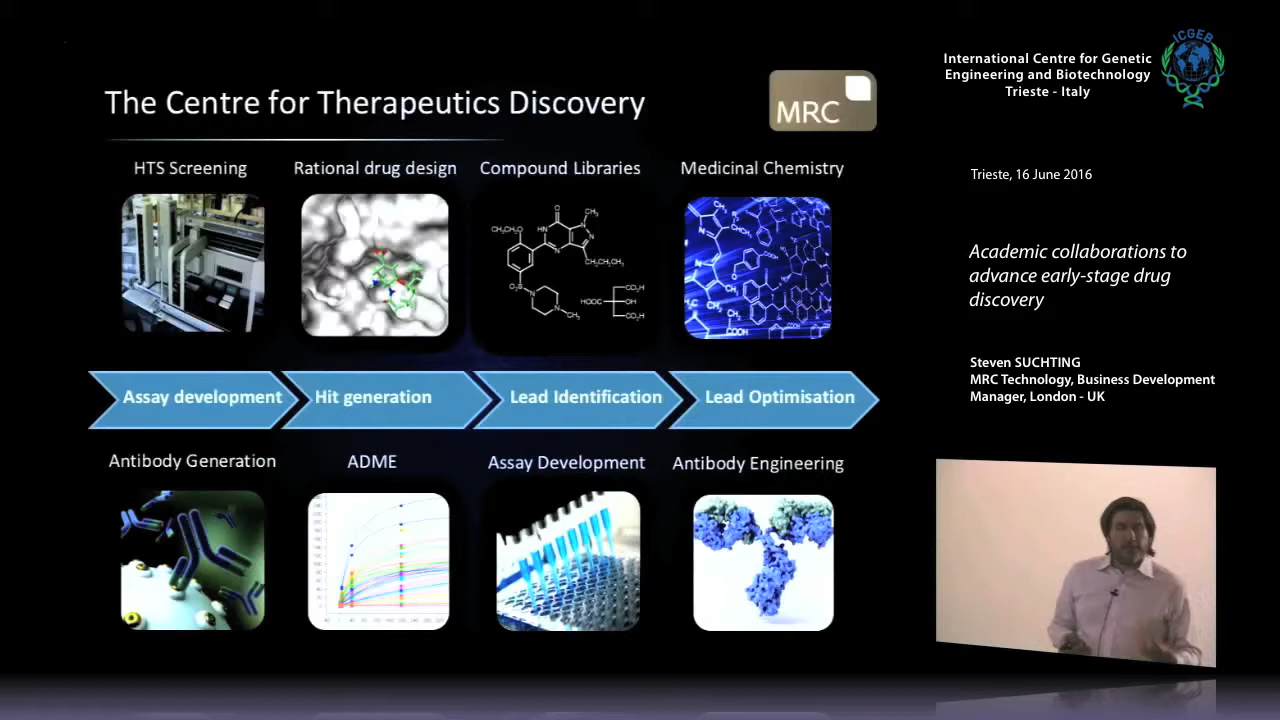 The Centre for Therapeutics Discovery
MRC
HTS Screening
Rational drug design
Compound Libraries
Medicinal Chemistry
Assay development
Hit generation
Lead Identification
Lead Optimisation
Antibody Generation
ADME
Assay Development
Antibody Engineering
ICGEB
International Centre for Genetic
Engineering and Biotechnology
Trieste - Italy
Trieste, 16 June 2016
Academic collaborations to
advance early-stage drug
discovery
Steven SUCHTING
MRC Technology, Business Development
Manager, London - UK